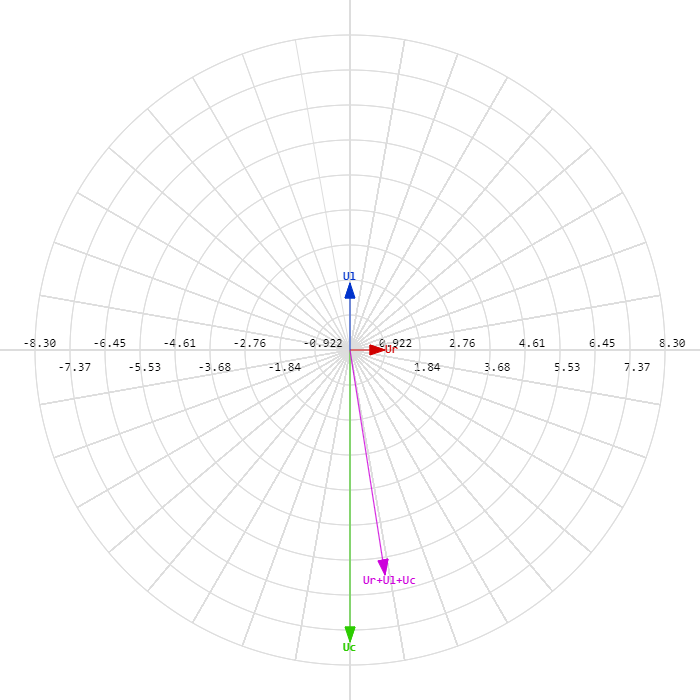 U1
-8.30 -6.45 -4.61 -2.76 -0.922 0.922 2.76 4.61 6.45 8.30
Ur
-7.37 -5.53 -3.68 -1.84 1.84 3.68 5.53 7.37
Ur+U1+Uc
Uc